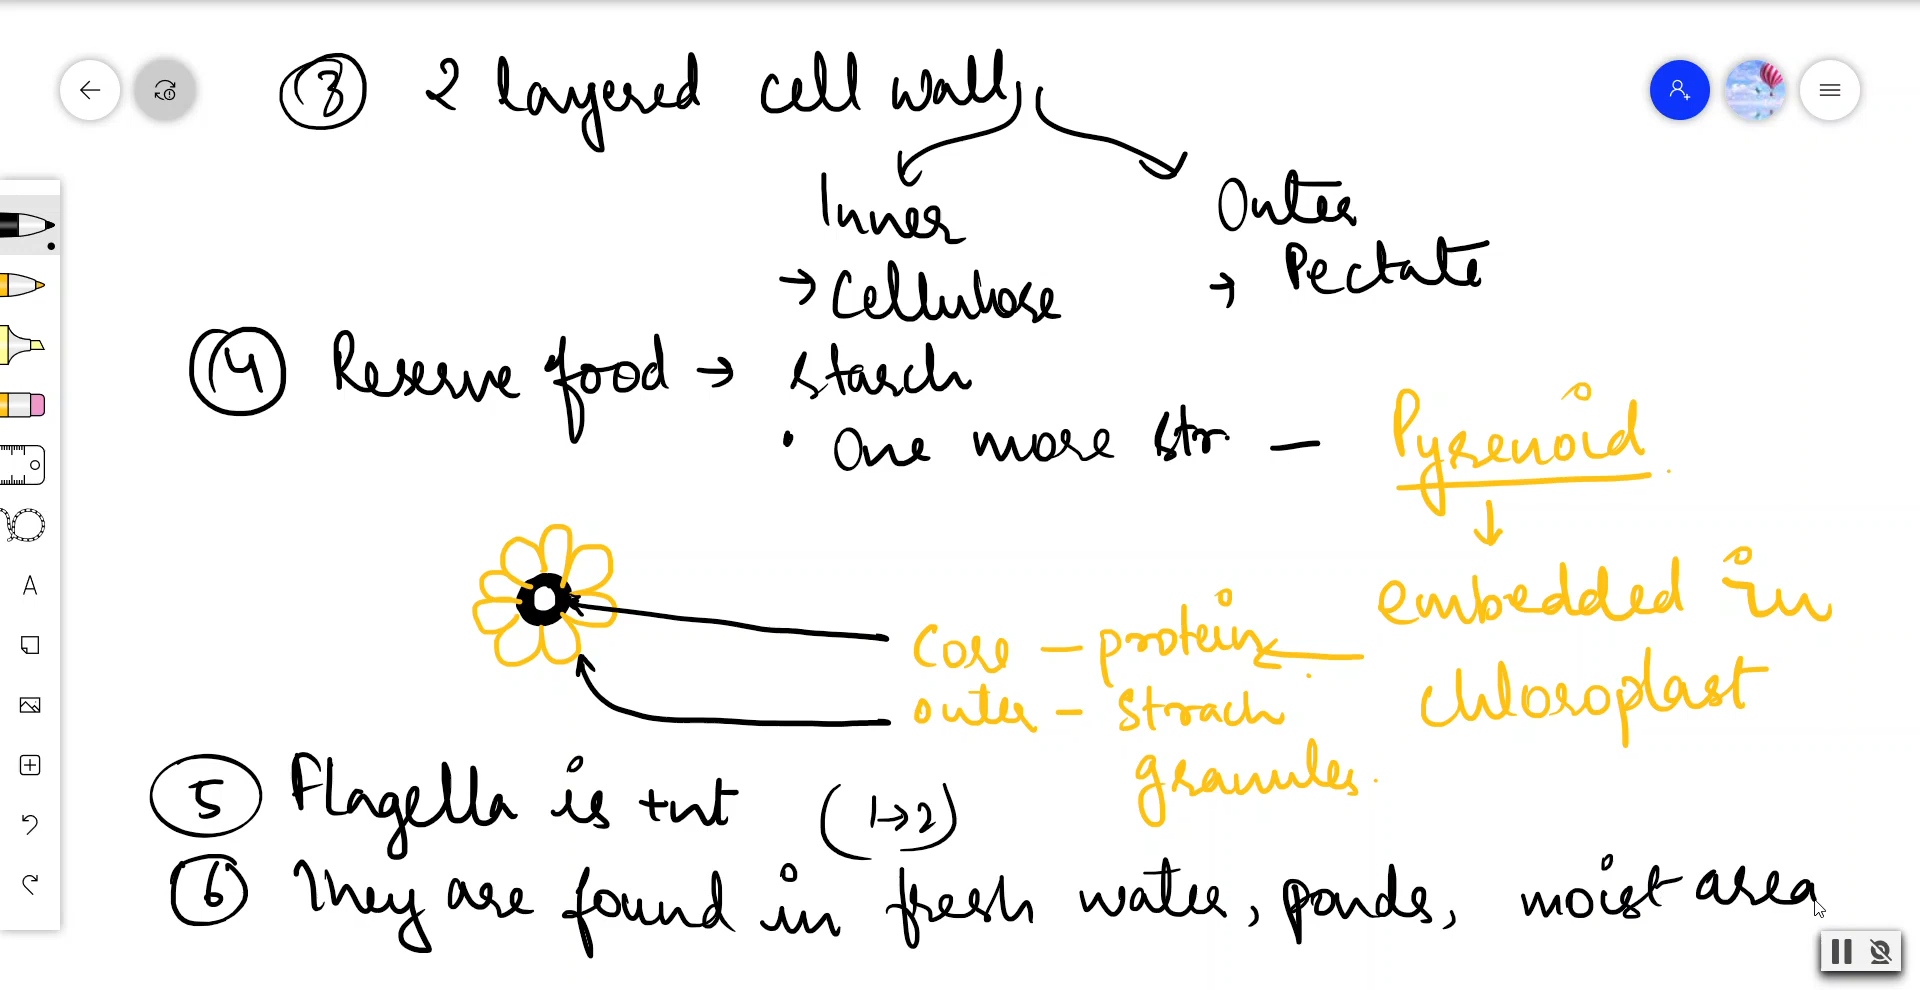 ③ 2 layered cell wall
Inner Outer
→ Cellulose → Pectate
④ Reserve food → starch
• One more str. — Pyrenoid
↓
embedded in
chloroplast
Core — protein ←
outer — strach
granules.
⑤ Flagella is +nt (1→2)
⑥ They are found in fresh water, ponds, moist area
A